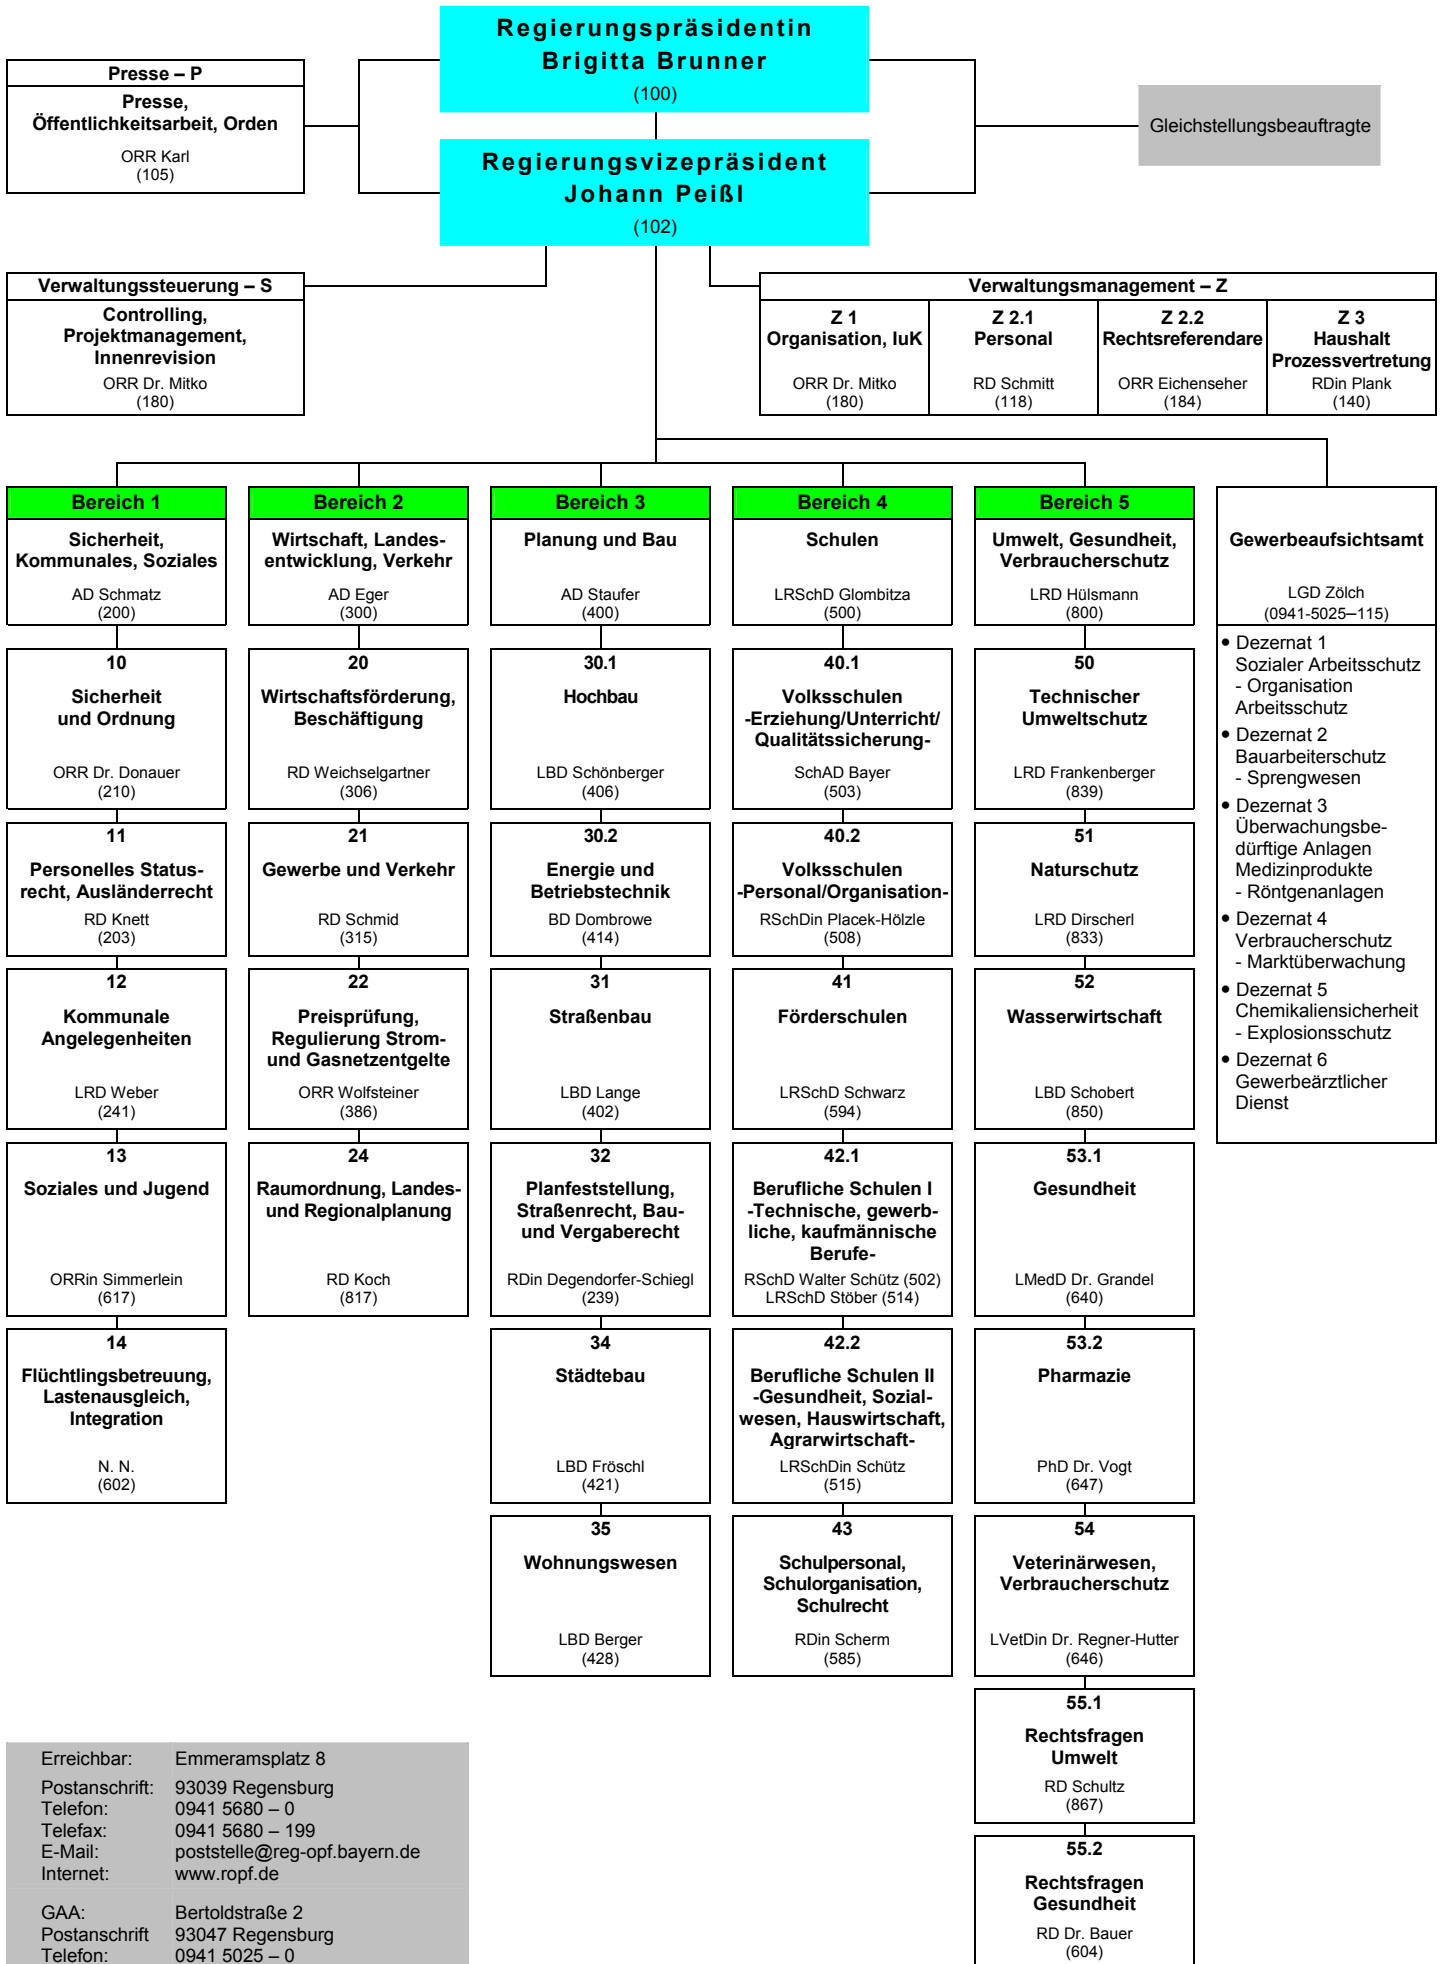 Regierungspräsidentin
Brigitta Brunner
(100)
Presse – P
Presse,
Öffentlichkeitsarbeit, Orden
ORR Karl
(105)
Gleichstellungsbeauftragte
Regierungsvizepräsident
Johann Peißl
(102)
Verwaltungssteuerung – S
Controlling,
Projektmanagement,
Innenrevision
ORR Dr. Mitko
(180)
Verwaltungsmanagement – Z
Z 1
Organisation, IuK
ORR Dr. Mitko
(180)
Z 2.1
Personal
RD Schmitt
(118)
Z 2.2
Rechtsreferendare
ORR Eichenseher
(184)
Z 3
Haushalt
Prozessvertretung
RDin Plank
(140)
Bereich 1
Sicherheit,
Kommunales, Soziales
AD Schmatz
(200)
10
Sicherheit
und Ordnung
ORR Dr. Donauer
(210)
11
Personelles Status-
recht, Ausländerrecht
RD Knett
(203)
12
Kommunale
Angelegenheiten
LRD Weber
(241)
13
Soziales und Jugend
ORRin Simmerlein
(617)
14
Flüchtlingsbetreuung,
Lastenausgleich,
Integration
N. N.
(602)
Bereich 2
Wirtschaft, Landes-
entwicklung, Verkehr
AD Eger
(300)
20
Wirtschaftsförderung,
Beschäftigung
RD Weichselgartner
(306)
21
Gewerbe und Verkehr
RD Schmid
(315)
22
Preisprüfung,
Regulierung Strom-
und Gasnetzentgelte
ORR Wolfsteiner
(386)
24
Raumordnung, Landes-
und Regionalplanung
RD Koch
(817)
Bereich 3
Planung und Bau
AD Staufer
(400)
30.1
Hochbau
LBD Schönberger
(406)
30.2
Energie und
Betriebstechnik
BD Dombrowe
(414)
31
Straßenbau
LBD Lange
(402)
32
Planfeststellung,
Straßenrecht, Bau-
und Vergaberecht
RDin Degendorfer-Schiegl
(239)
34
Städtebau
LBD Fröschl
(421)
35
Wohnungswesen
LBD Berger
(428)
Bereich 4
Schulen
LRSchD Glombitza
(500)
40.1
Volksschulen
-Erziehung/Unterricht/
Qualitätssicherung-
SchAD Bayer
(503)
40.2
Volksschulen
-Personal/Organisation-
RSchDin Placek-Hölzle
(508)
41
Förderschulen
LRSchD Schwarz
(594)
42.1
Berufliche Schulen I
-Technische, gewerb-
liche, kaufmännische
Berufe-
RSchD Walter Schütz (502)
LRSchD Stöber (514)
42.2
Berufliche Schulen II
-Gesundheit, Sozial-
wesen, Hauswirtschaft,
Agrarwirtschaft-
LRSchDin Schütz
(515)
43
Schulpersonal,
Schulorganisation,
Schulrecht
RDin Scherm
(585)
Bereich 5
Umwelt, Gesundheit,
Verbraucherschutz
LRD Hülsmann
(800)
50
Technischer
Umweltschutz
LRD Frankenberger
(839)
51
Naturschutz
LRD Dirscherl
(833)
52
Wasserwirtschaft
LBD Schobert
(850)
53.1
Gesundheit
LMedD Dr. Grandel
(640)
53.2
Pharmazie
PhD Dr. Vogt
(647)
54
Veterinärwesen,
Verbraucherschutz
LVetDin Dr. Regner-Hutter
(646)
55.1
Rechtsfragen
Umwelt
RD Schultz
(867)
55.2
Rechtsfragen
Gesundheit
RD Dr. Bauer
(604)
Gewerbeaufsichtsamt
LGD Zölch
(0941-5025–115)
• Dezernat 1
Sozialer Arbeitsschutz
- Organisation
Arbeitsschutz
• Dezernat 2
Bauarbeiterschutz
- Sprengwesen
• Dezernat 3
Überwachungsbe-
dürftige Anlagen
Medizinprodukte
- Röntgenanlagen
• Dezernat 4
Verbraucherschutz
- Marktüberwachung
• Dezernat 5
Chemikaliensicherheit
- Explosionsschutz
• Dezernat 6
Gewerbeärztlicher
Dienst
Erreichbar: Emmeramsplatz 8
Postanschrift: 93039 Regensburg
Telefon: 0941 5680 – 0
Telefax: 0941 5680 – 199
E-Mail: poststelle@reg-opf.bayern.de
Internet: www.ropf.de
GAA: Bertoldstraße 2
Postanschrift 93047 Regensburg
Telefon: 0941 5025 – 0